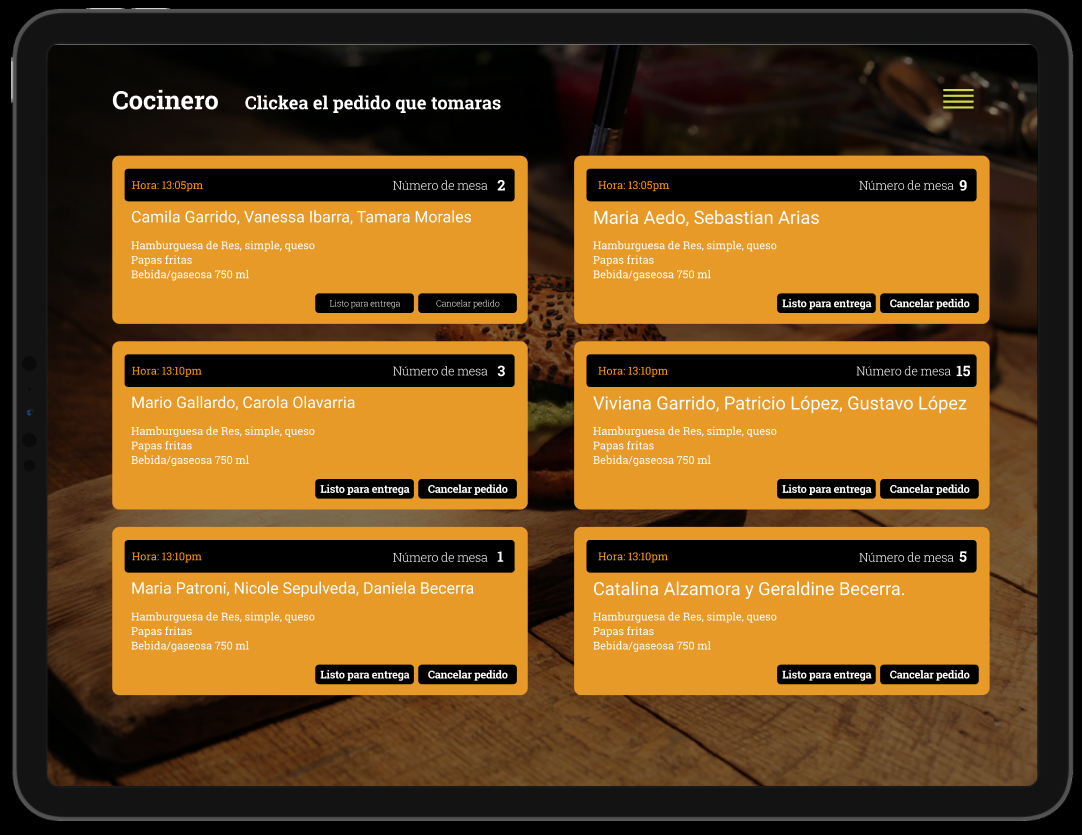 Cocinero
Clickea el pedido que tomaras
Hora: 13:05pm
Número de mesa 2
Camila Garrido, Vanessa Ibarra, Tamara Morales
Hamburguesa de Res, simple, queso
Papas fritas
Bebida/gaseosa 750 ml
Listo para entrega
Cancelar pedido
Hora: 13:05pm
Número de mesa 9
Maria Aedo, Sebastian Arias
Hamburguesa de Res, simple, queso
Papas fritas
Bebida/gaseosa 750 ml
Listo para entrega
Cancelar pedido
Hora: 13:10pm
Número de mesa 3
Mario Gallardo, Carola Olavarria
Hamburguesa de Res, simple, queso
Papas fritas
Bebida/gaseosa 750 ml
Listo para entrega
Cancelar pedido
Hora: 13:10pm
Número de mesa 15
Viviana Garrido, Patricio López, Gustavo López
Hamburguesa de Res, simple, queso
Papas fritas
Bebida/gaseosa 750 ml
Listo para entrega
Cancelar pedido
Hora: 13:10pm
Número de mesa 1
Maria Patroni, Nicole Sepulveda, Daniela Becerra
Hamburguesa de Res, simple, queso
Papas fritas
Bebida/gaseosa 750 ml
Listo para entrega
Cancelar pedido
Hora: 13:10pm
Número de mesa 5
Catalina Alzamora y Geraldine Becerra.
Hamburguesa de Res, simple, queso
Papas fritas
Bebida/gaseosa 750 ml
Listo para entrega
Cancelar pedido